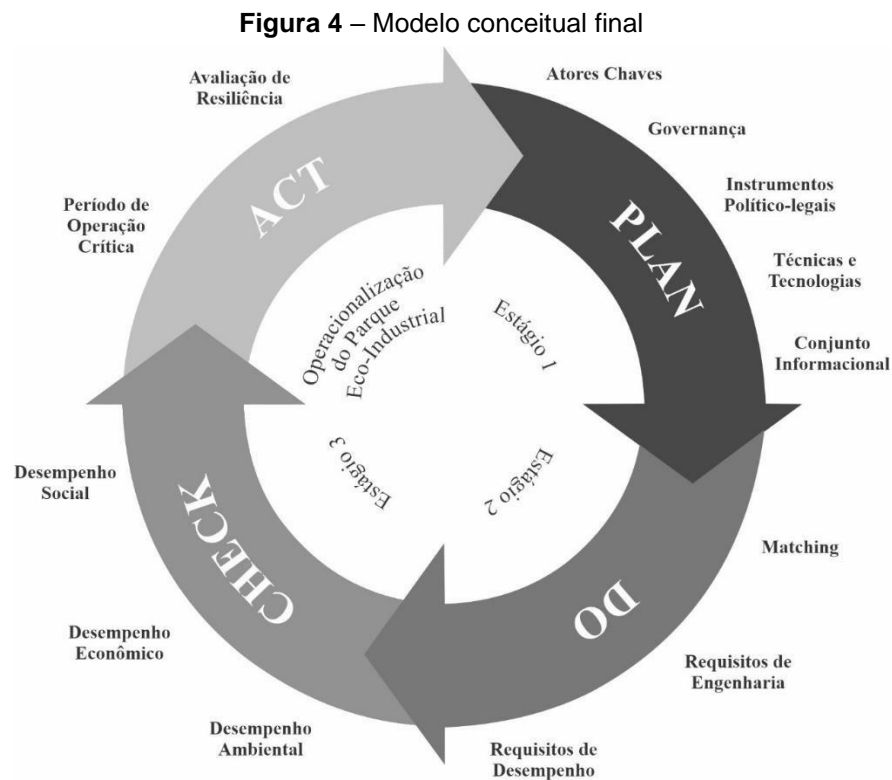 Figura 4 – Modelo conceitual final
Atores Chaves
Governança
Instrumentos
Político-legais
Técnicas e
Tecnologias
Conjunto
Informacional
PLAN
Estágio 1
Matching
Requisitos de
Engenharia
Requisitos de
Desempenho
DO
Estágio 2
Desempenho
Ambiental
Desempenho
Econômico
Desempenho
Social
CHECK
Estágio 3
Período de
Operação
Crítica
Avaliação de
Resiliência
ACT
Operacionalização
do Parque
Eco-Industrial